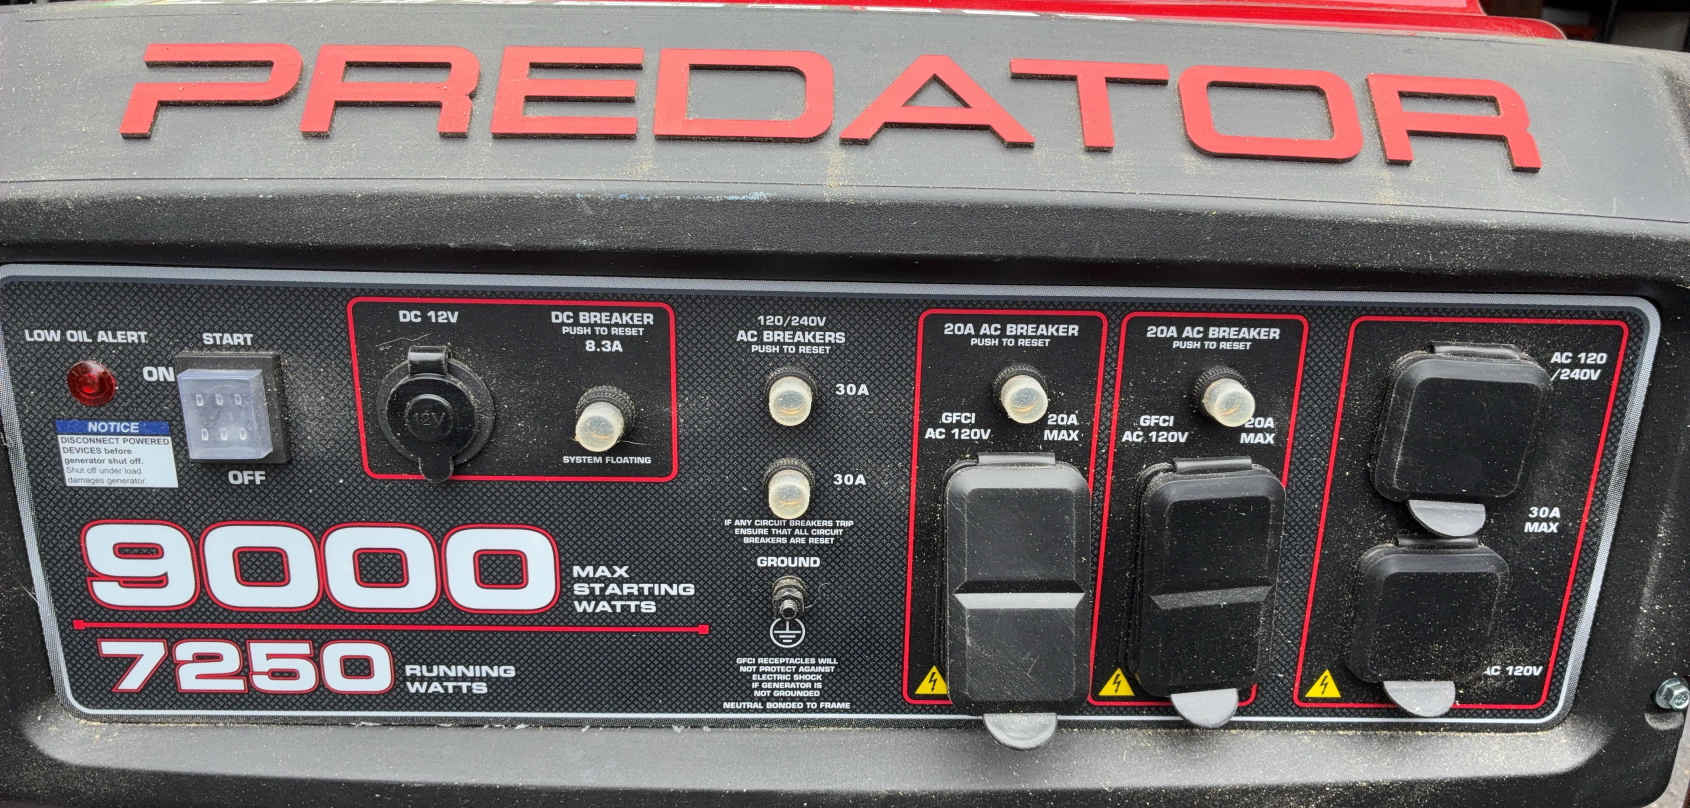 PREDATOR
LOW OIL ALERT
START
ON
OFF
NOTICE
DISCONNECT POWERED
DEVICES before
generator shut off.
Shut off under load
damages generator.
DC 12V
12V
DC BREAKER
PUSH TO RESET
8.3A
SYSTEM FLOATING
9000
MAX
STARTING
WATTS
7250
RUNNING
WATTS
120/240V
AC BREAKERS
PUSH TO RESET
30A
30A
IF ANY CIRCUIT BREAKERS TRIP
ENSURE THAT ALL CIRCUIT
BREAKERS ARE RESET
GROUND
GFCI RECEPTACLES WILL
NOT PROTECT AGAINST
ELECTRIC SHOCK
IF GENERATOR IS
NOT GROUNDED
NEUTRAL BONDED TO FRAME
20A AC BREAKER
PUSH TO RESET
GFCI
AC 120V
20A
MAX
20A AC BREAKER
PUSH TO RESET
GFCI
AC 120V
20A
MAX
AC 120
/240V
30A
MAX
AC 120V